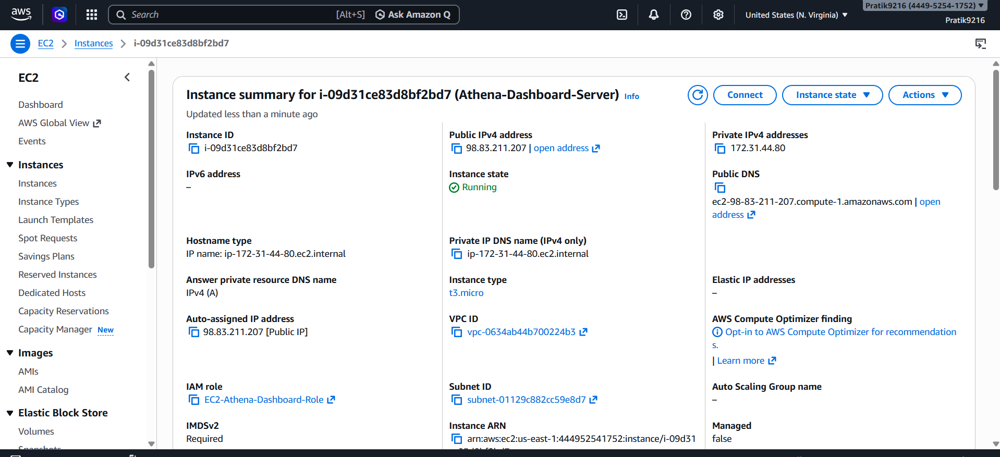 aws
Search [Alt+S] Ask Amazon Q
United States (N. Virginia)
Pratik9216 (4449-5254-1752)
Pratik9216
EC2 Instances i-09d31ce83d8bf2bd7
EC2
Dashboard
AWS Global View
Events
Instances
Instances
Instance Types
Launch Templates
Spot Requests
Savings Plans
Reserved Instances
Dedicated Hosts
Capacity Reservations
Capacity Manager New
Images
AMIs
AMI Catalog
Elastic Block Store
Volumes
Snapshots
Instance summary for i-09d31ce83d8bf2bd7 (Athena-Dashboard-Server) Info
Updated less than a minute ago
Connect
Instance state
Actions
Instance ID
i-09d31ce83d8bf2bd7
Public IPv4 address
98.83.211.207 | open address
Private IPv4 addresses
172.31.44.80
IPv6 address
–
Instance state
Running
Public DNS
ec2-98-83-211-207.compute-1.amazonaws.com | open
address
Hostname type
IP name: ip-172-31-44-80.ec2.internal
Private IP DNS name (IPv4 only)
ip-172-31-44-80.ec2.internal
Answer private resource DNS name
IPv4 (A)
Instance type
t3.micro
Elastic IP addresses
–
Auto-assigned IP address
98.83.211.207 [Public IP]
VPC ID
vpc-0634ab44b700224b3
AWS Compute Optimizer finding
Opt-in to AWS Compute Optimizer for recommendation
s.
| Learn more
IAM role
EC2-Athena-Dashboard-Role
Subnet ID
subnet-01129c882cc59e8d7
Auto Scaling Group name
–
IMDSv2
Required
Instance ARN
arn:aws:ec2:us-east-1:444952541752:instance/i-09d31
Managed
false